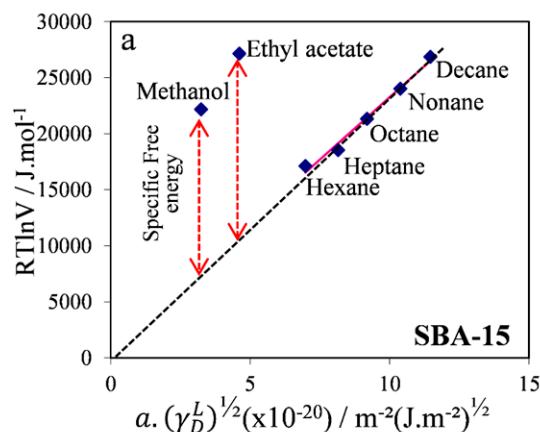 a
30000
25000
20000
15000
10000
5000
0
RTlnV / J.mol⁻¹
Ethyl acetate
Methanol
Specific Free
energy
Decane
Nonane
Octane
Heptane
Hexane
SBA-15
0 5 10 15
a. (γ_D^L)^½(x10⁻²⁰) / m⁻²(J.m⁻²)^½